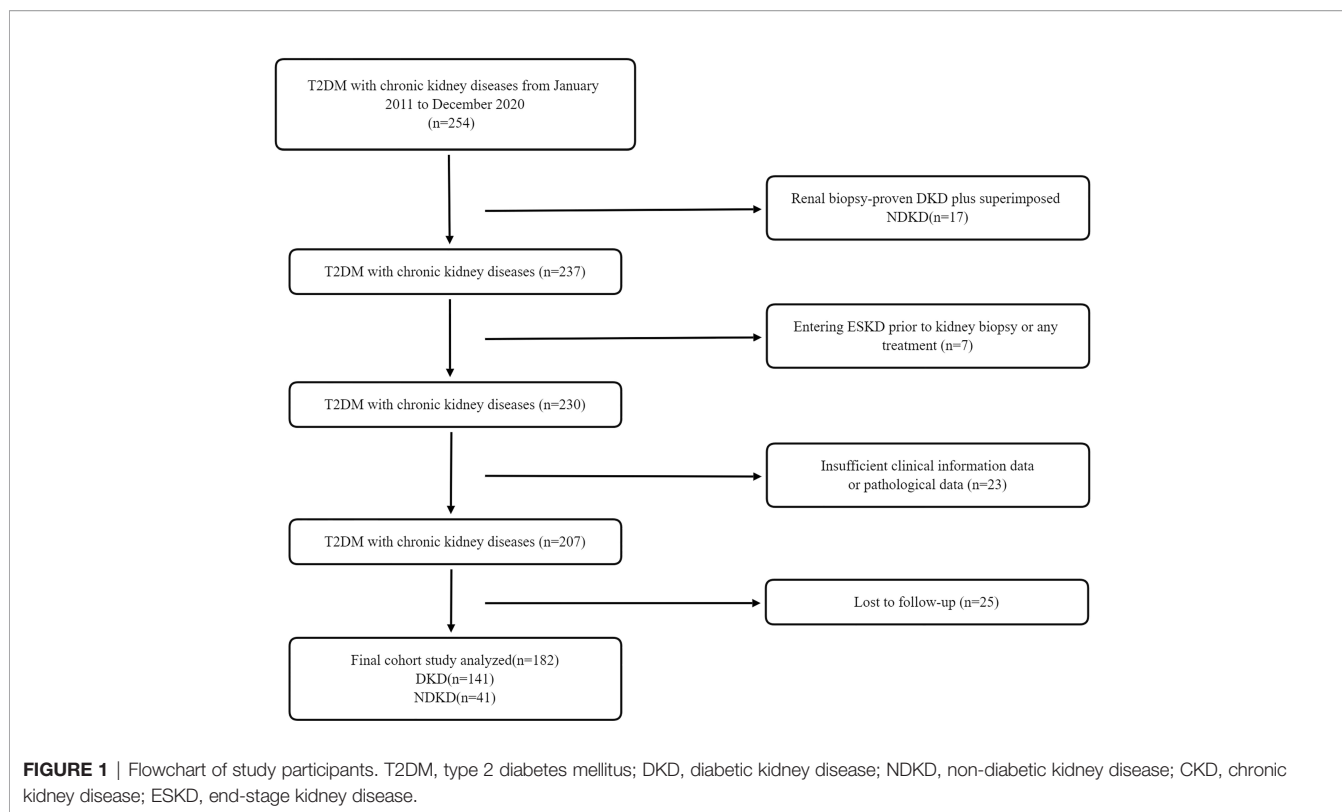 T2DM with chronic kidney diseases from January
2011 to December 2020
(n=254)
Renal biopsy-proven DKD plus superimposed
NDKD(n=17)
T2DM with chronic kidney diseases (n=237)
Entering ESKD prior to kidney biopsy or any
treatment (n=7)
T2DM with chronic kidney diseases (n=230)
Insufficient clinical information data
or pathological data (n=23)
T2DM with chronic kidney diseases (n=207)
Lost to follow-up (n=25)
Final cohort study analyzed(n=182)
DKD(n=141)
NDKD(n=41)
FIGURE 1 | Flowchart of study participants. T2DM, type 2 diabetes mellitus; DKD, diabetic kidney disease; NDKD, non-diabetic kidney disease; CKD, chronic
kidney disease; ESKD, end-stage kidney disease.